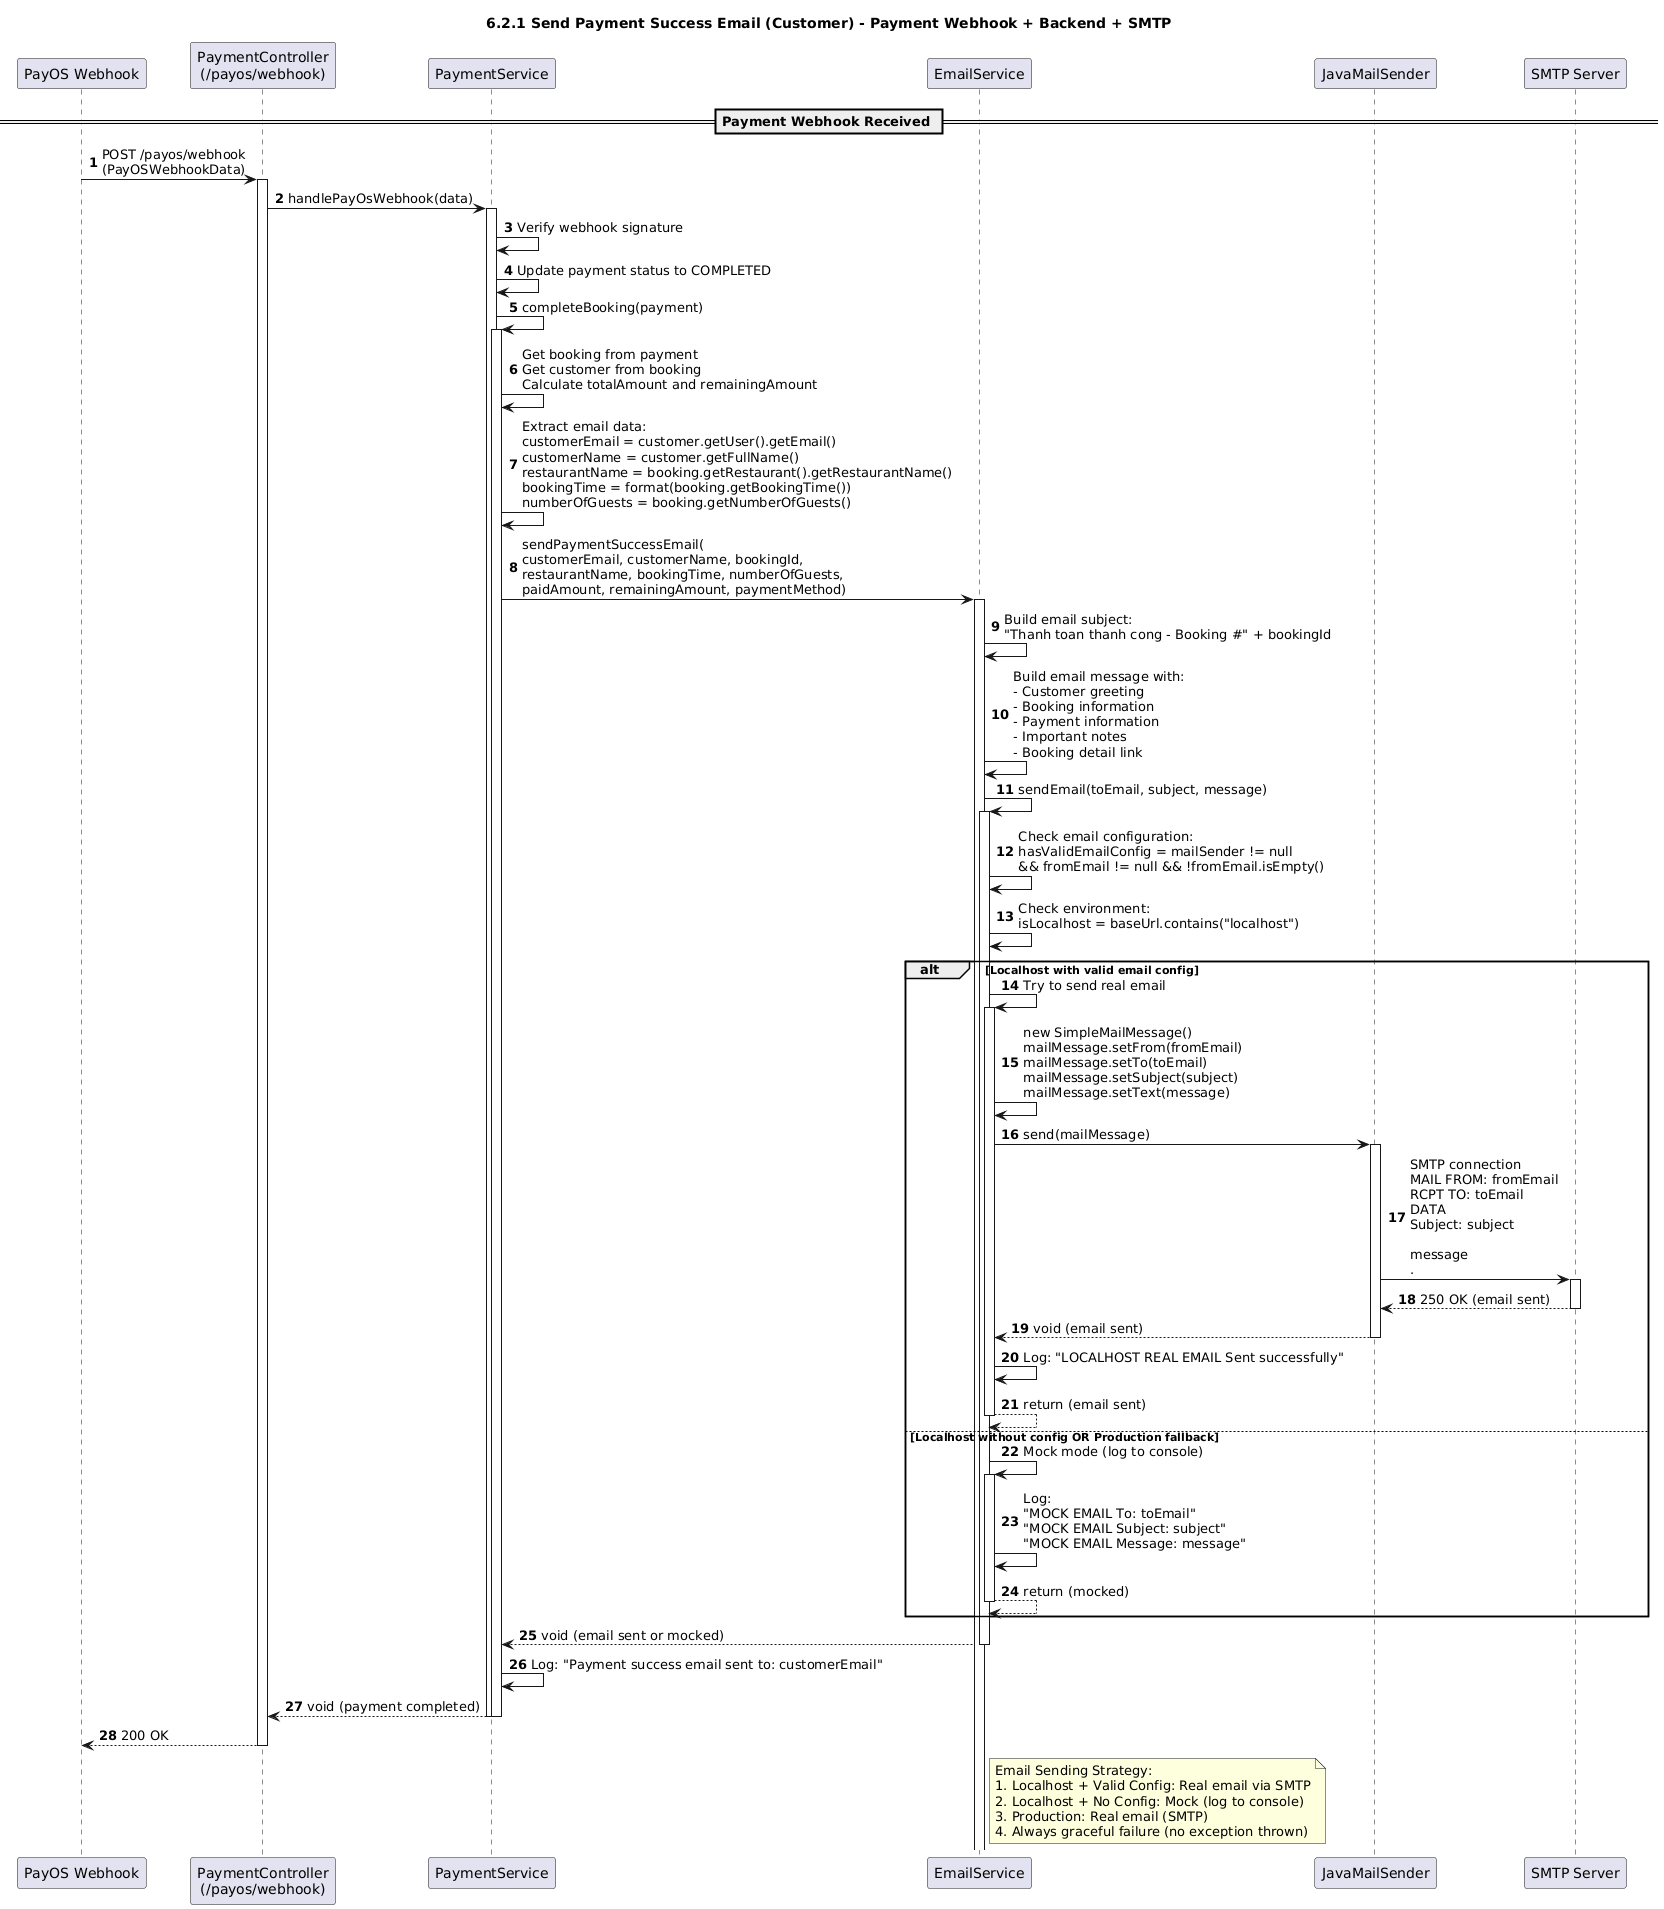 6.2.1 Send Payment Success Email (Customer) - Payment Webhook + Backend + SMTP
PayOS Webhook
PaymentController
(/payos/webhook)
PaymentService
EmailService
JavaMailSender
SMTP Server
Payment Webhook Received
1 POST /payos/webhook
(PayOSWebhookData)
2 handlePayOsWebhook(data)
3 Verify webhook signature
4 Update payment status to COMPLETED
5 completeBooking(payment)
Get booking from payment
6 Get customer from booking
Calculate totalAmount and remainingAmount
Extract email data:
customerEmail = customer.getUser().getEmail()
customerName = customer.getFullName()
7 restaurantName = booking.getRestaurant().getRestaurantName()
bookingTime = format(booking.getBookingTime())
numberOfGuests = booking.getNumberOfGuests()
sendPaymentSuccessEmail(
customerEmail, customerName, bookingId,
8 restaurantName, bookingTime, numberOfGuests,
paidAmount, remainingAmount, paymentMethod)
9 Build email subject:
"Thanh toan thanh cong - Booking #" + bookingId
Build email message with:
- Customer greeting
- Booking information
10 - Payment information
- Important notes
- Booking detail link
11 sendEmail(toEmail, subject, message)
Check email configuration:
12 hasValidEmailConfig = mailSender != null
&& fromEmail != null && !fromEmail.isEmpty()
13 Check environment:
isLocalhost = baseUrl.contains("localhost")
alt [Localhost with valid email config]
14 Try to send real email
new SimpleMailMessage()
mailMessage.setFrom(fromEmail)
15 mailMessage.setTo(toEmail)
mailMessage.setSubject(subject)
mailMessage.setText(message)
16 send(mailMessage)
SMTP connection
MAIL FROM: fromEmail
RCPT TO: toEmail
DATA
17 Subject: subject
message
.
18 250 OK (email sent)
19 void (email sent)
20 Log: "LOCALHOST REAL EMAIL Sent successfully"
21 return (email sent)
[Localhost without config OR Production fallback]
22 Mock mode (log to console)
Log:
23 "MOCK EMAIL To: toEmail"
"MOCK EMAIL Subject: subject"
"MOCK EMAIL Message: message"
24 return (mocked)
25 void (email sent or mocked)
26 Log: "Payment success email sent to: customerEmail"
27 void (payment completed)
28 200 OK
Email Sending Strategy:
1. Localhost + Valid Config: Real email via SMTP
2. Localhost + No Config: Mock (log to console)
3. Production: Real email (SMTP)
4. Always graceful failure (no exception thrown)
PayOS Webhook
PaymentController
(/payos/webhook)
PaymentService
EmailService
JavaMailSender
SMTP Server